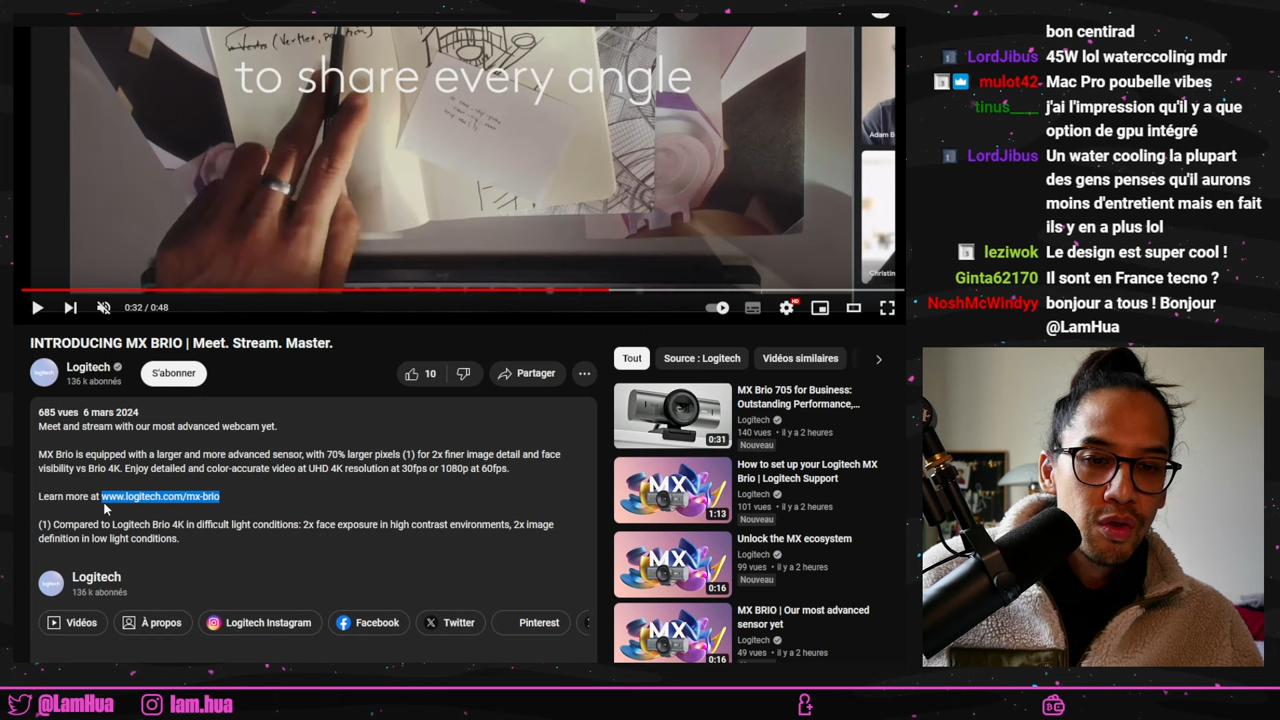 to share every angle
Adam B
Christin
0:32 / 0:48
HD
INTRODUCING MX BRIO | Meet. Stream. Master.
Logitech
136 k abonnés
S'abonner
10
Partager
685 vues 6 mars 2024
Meet and stream with our most advanced webcam yet.
MX Brio is equipped with a larger and more advanced sensor, with 70% larger pixels (1) for 2x finer image detail and face
visibility vs Brio 4K. Enjoy detailed and color-accurate video at UHD 4K resolution at 30fps or 1080p at 60fps.
Learn more at www.logitech.com/mx-brio
(1) Compared to Logitech Brio 4K in difficult light conditions: 2x face exposure in high contrast environments, 2x image
definition in low light conditions.
Logitech
136 k abonnés
Vidéos
À propos
Logitech Instagram
Facebook
Twitter
Pinterest
Tout
Source : Logitech
Vidéos similaires
MX Brio 705 for Business:
Outstanding Performance,...
Logitech
140 vues • il y a 2 heures
Nouveau
0:31
How to set up your Logitech MX
Brio | Logitech Support
Logitech
101 vues • il y a 2 heures
Nouveau
MX
1:13
Unlock the MX ecosystem
Logitech
99 vues • il y a 2 heures
Nouveau
MX
0:16
MX BRIO | Our most advanced
sensor yet
Logitech
49 vues • il y a 2 heures
MX
0:16
bon centirad
LordJibus 45W lol waterccoling mdr
mulot42- Mac Pro poubelle vibes
tinus____ j'ai l'impression qu'il y a que
option de gpu intégré
LordJibus Un water cooling la plupart
des gens penses qu'il aurons
moins d'entretient mais en fait
ils y en a plus lol
leziwok Le design est super cool !
Ginta62170 Il sont en France tecno ?
NoshMcWindyy bonjour a tous ! Bonjour
@LamHua
@LamHua
lam.hua